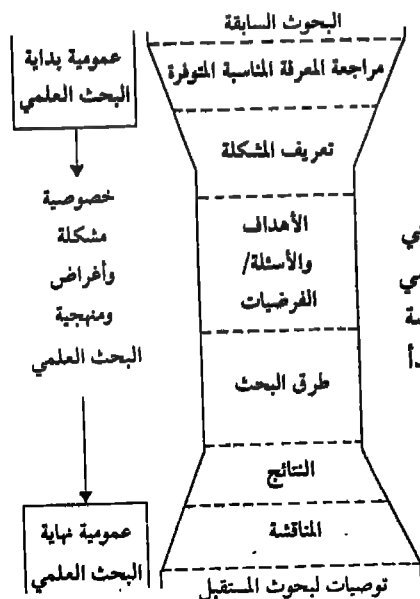 البحوث السابقة
مراجعة المعرفة المناسبة المتوفرة
تعريف المشكلة
الأهداف
والأسئلة/
الفرضيات
طرق البحث
النتائج
المناقشة
توصيات لبحوث المستقبل
عمومية بداية
البحث العلمي
خصوصية
مشكلة
وأغراض
ومنهجية
البحث العلمي
عمومية نهاية
البحث العلمي